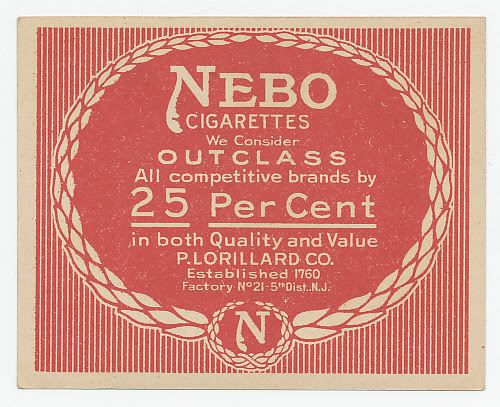 NEBO
CIGARETTES
We Consider
OUTCLASS
All competitive brands by
25 Per Cent
in both Quality and Value
P. LORILLARD CO.
Established 1760
Factory Nº 21-5th Dist. N.J.
N